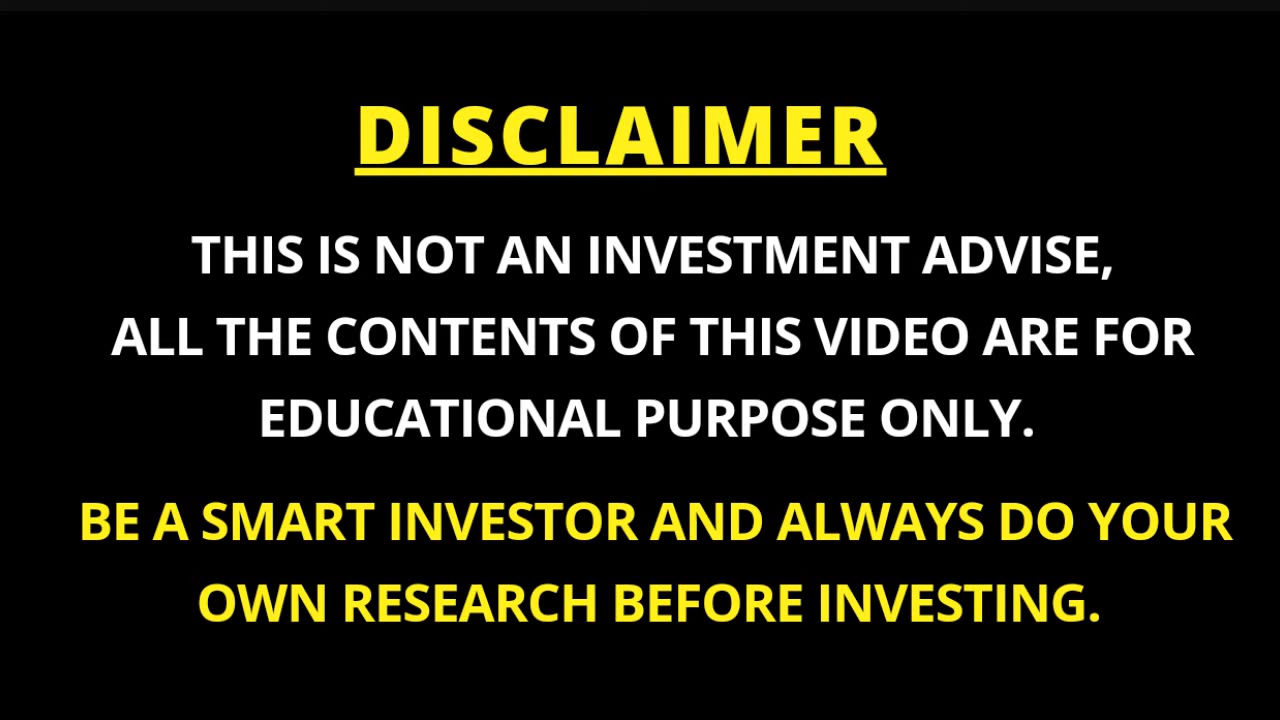 DISCLAIMER
THIS IS NOT AN INVESTMENT ADVISE,
ALL THE CONTENTS OF THIS VIDEO ARE FOR
EDUCATIONAL PURPOSE ONLY.
BE A SMART INVESTOR AND ALWAYS DO YOUR
OWN RESEARCH BEFORE INVESTING.